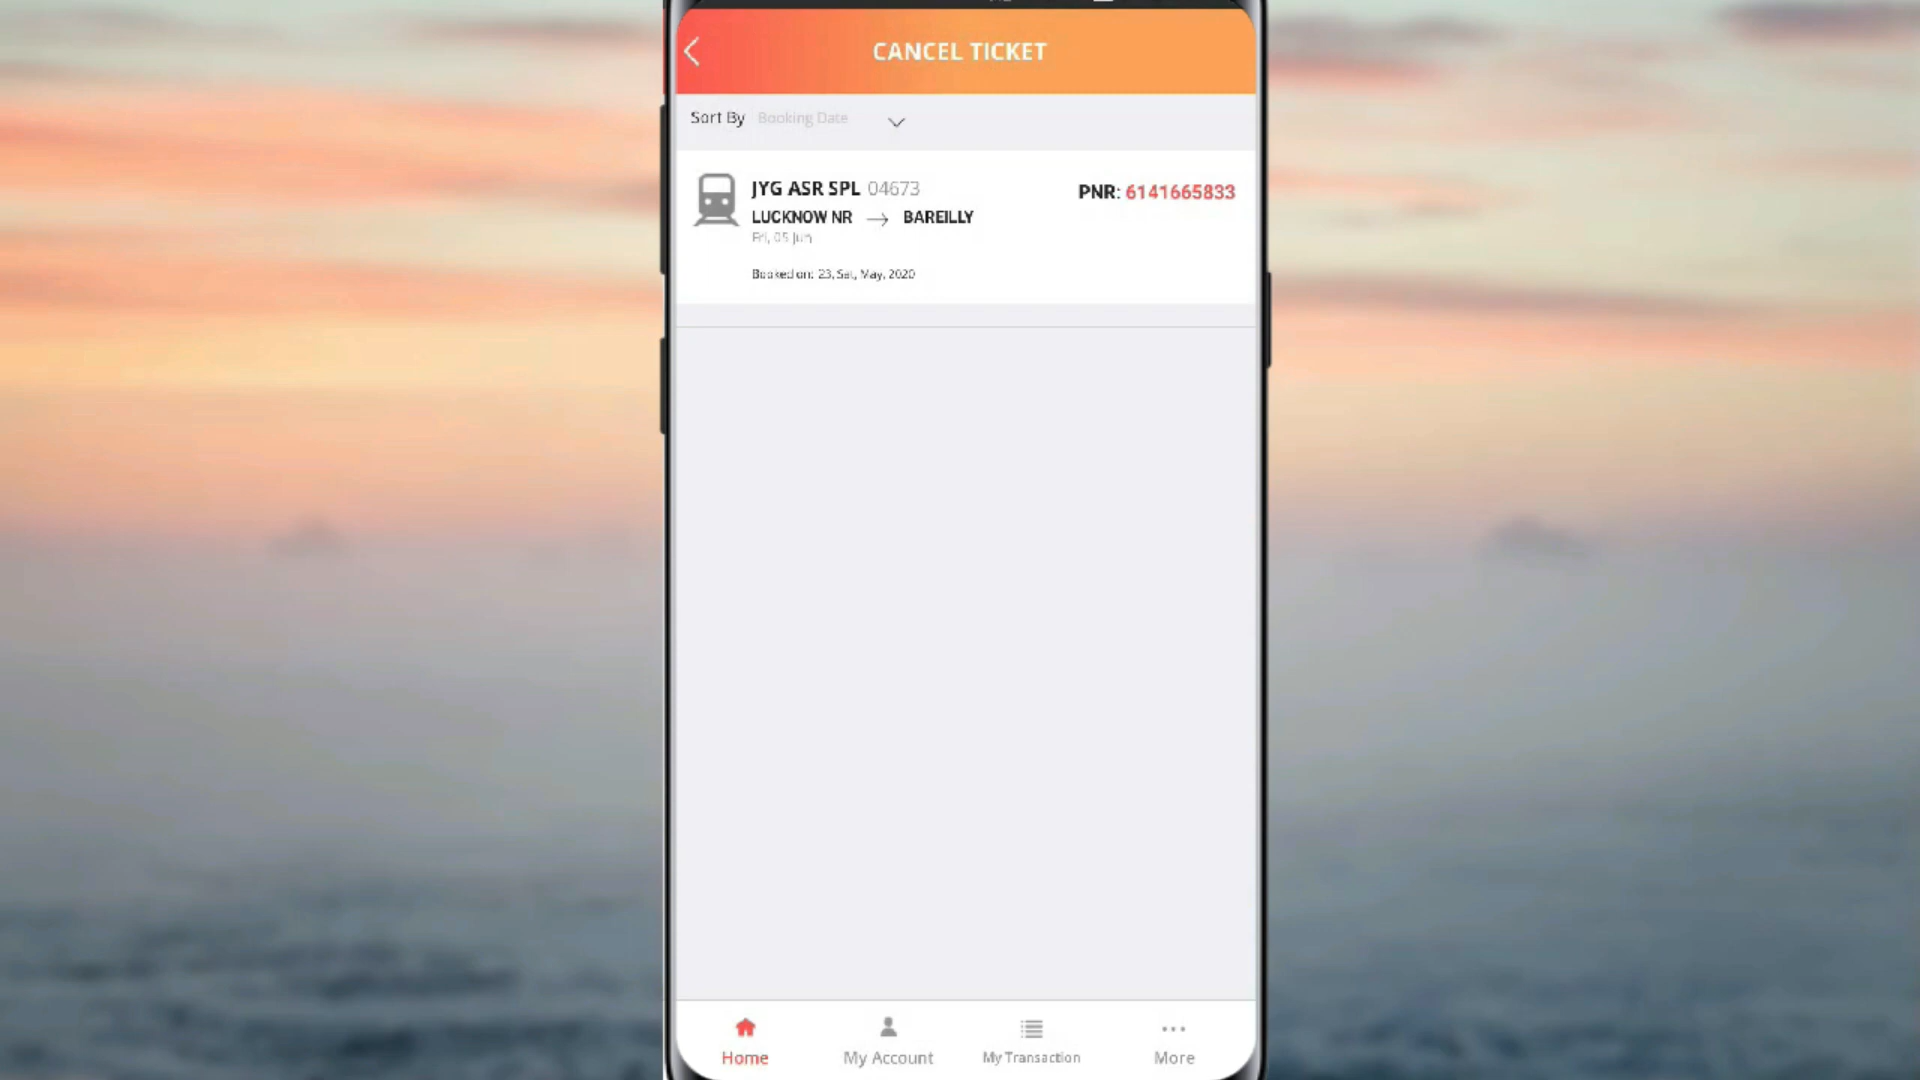 CANCEL TICKET
Sort By Booking Date
JYG ASR SPL 04673
PNR: 6141665833
LUCKNOW NR → BAREILLY
Fri, 05 Jun
Booked on: 23, Sat, May, 2020
Home
My Account
My Transaction
More